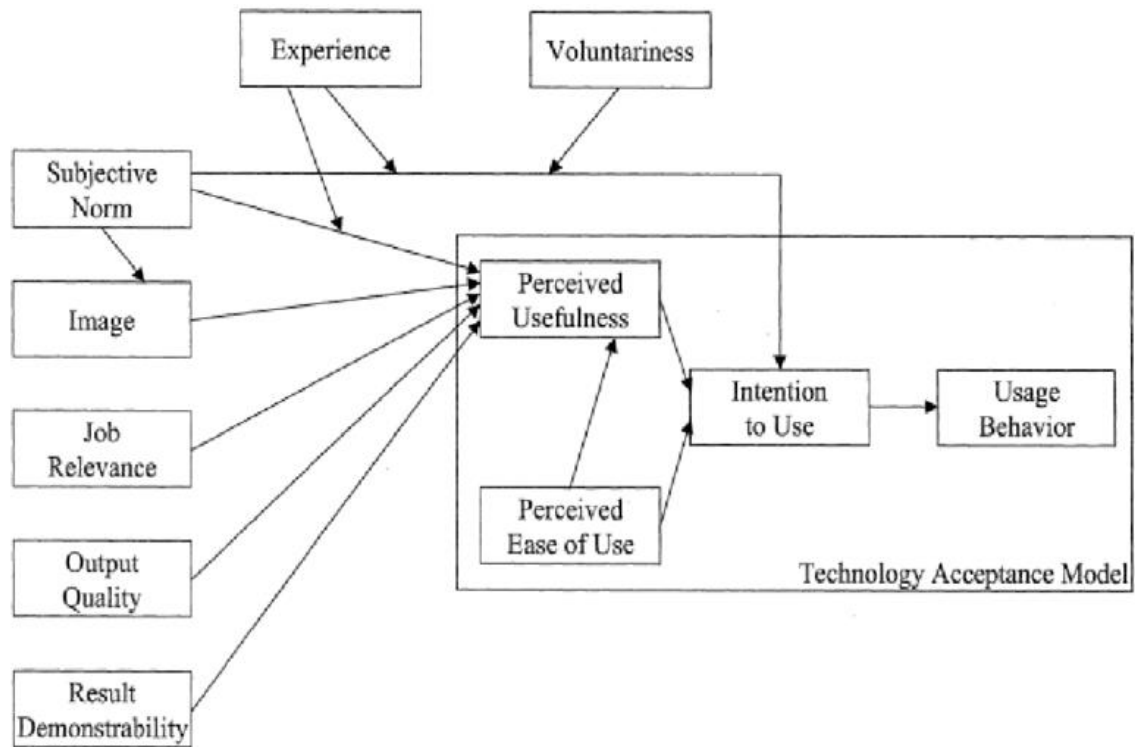 Experience
Voluntariness
Subjective
Norm
Image
Perceived
Usefulness
Job
Relevance
Intention
to Use
Usage
Behavior
Perceived
Ease of Use
Output
Quality
Technology Acceptance Model
Result
Demonstrability